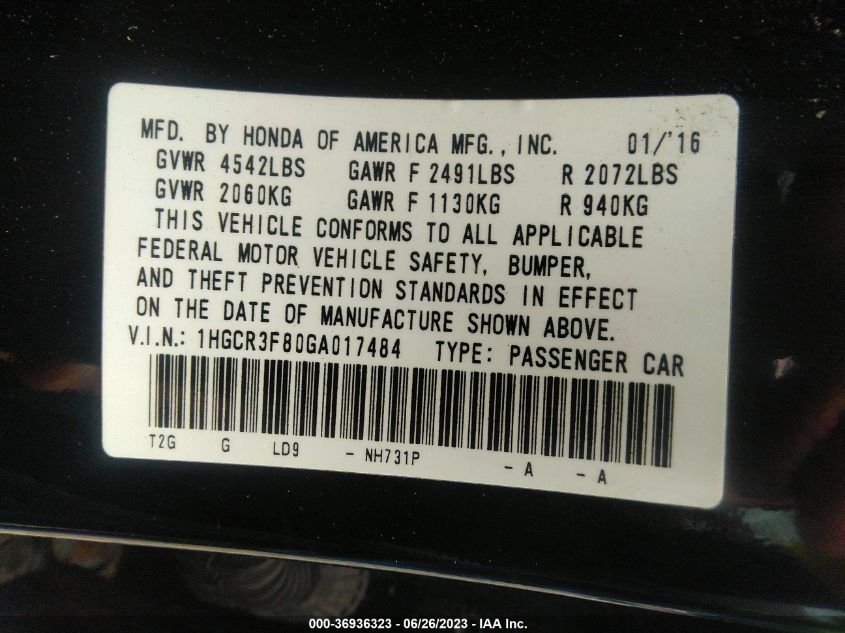 MFD. BY HONDA OF AMERICA MFG., INC. 01/'16
GVWR 4542LBS GAWR F 2491LBS R 2072LBS
GVWR 2060KG GAWR F 1130KG R 940KG
THIS VEHICLE CONFORMS TO ALL APPLICABLE
FEDERAL MOTOR VEHICLE SAFETY, BUMPER,
AND THEFT PREVENTION STANDARDS IN EFFECT
ON THE DATE OF MANUFACTURE SHOWN ABOVE.
V.I.N.: 1HGCR3F80GA017484 TYPE: PASSENGER CAR
T2G G LD9 - NH731P - A - A
000-36936323 - 06/26/2023 - IAA Inc.